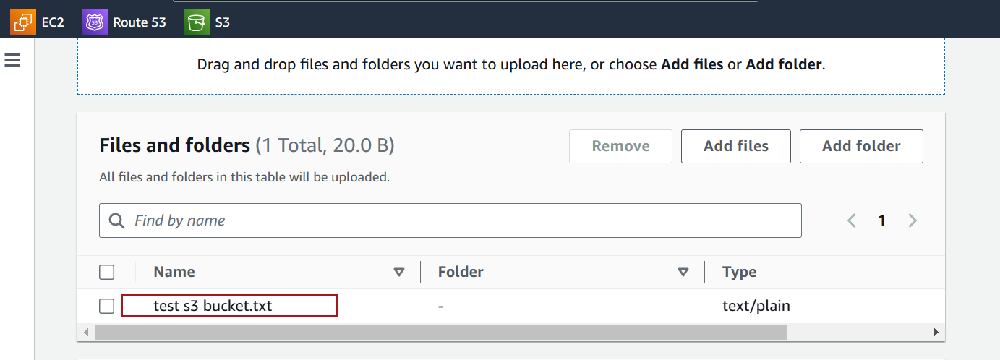 EC2 Route 53 S3
Drag and drop files and folders you want to upload here, or choose Add files or Add folder.
Files and folders (1 Total, 20.0 B)
Remove
Add files
Add folder
All files and folders in this table will be uploaded.
Find by name
1
Name Folder Type
test s3 bucket.txt - text/plain